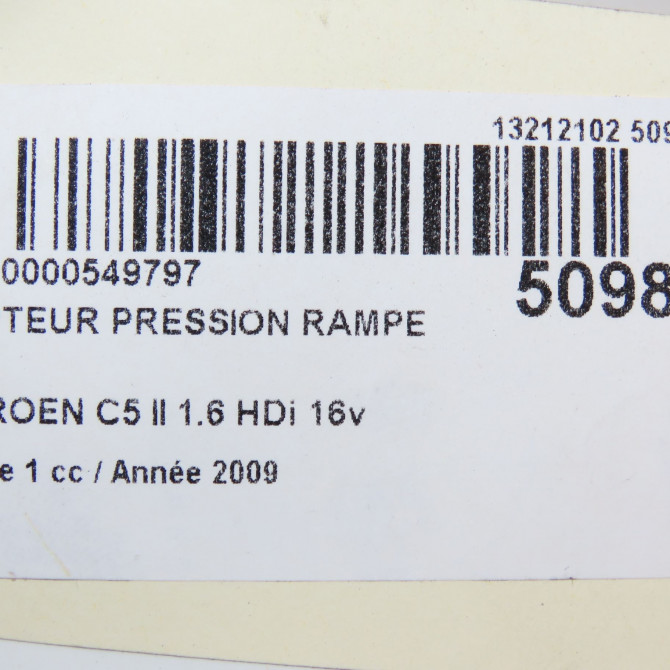 13212102 509
0000549797
5098
TEUR PRESSION RAMPE
ROEN C5 II 1.6 HDi 16v
e 1 cc / Année 2009